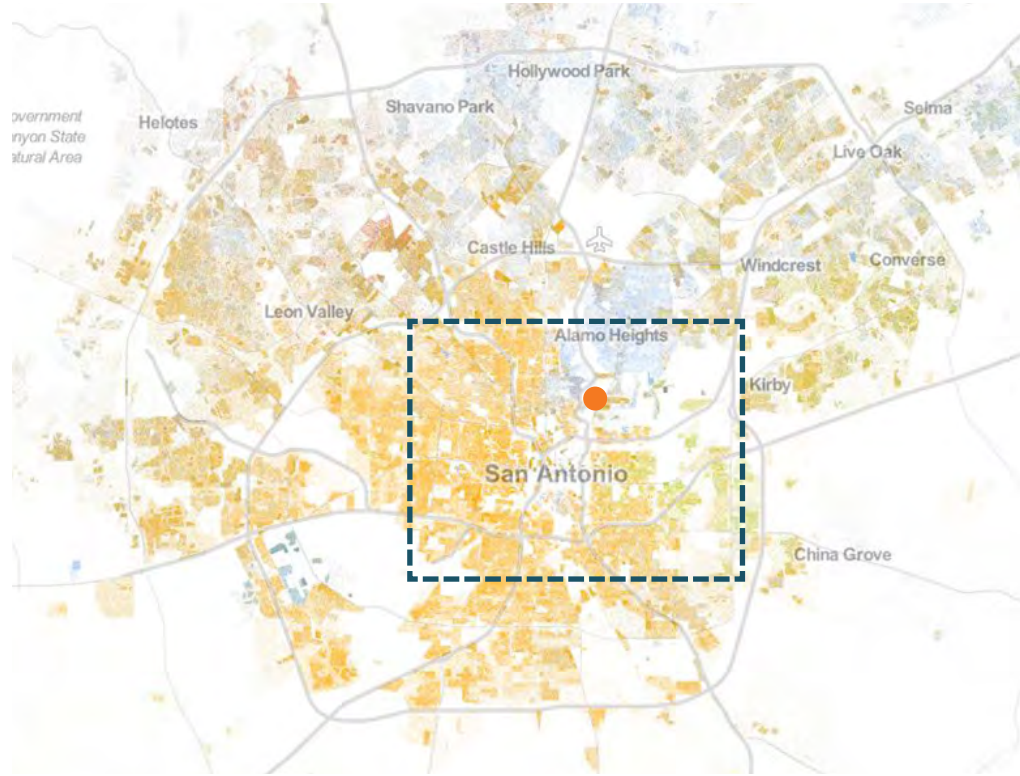 Hollywood Park
Shavano Park
Selma
Helotes
overnment
nyon State
atural Area
Live Oak
Castle Hills
Windcrest
Converse
Leon Valley
Alamo Heights
Kirby
San Antonio
China Grove